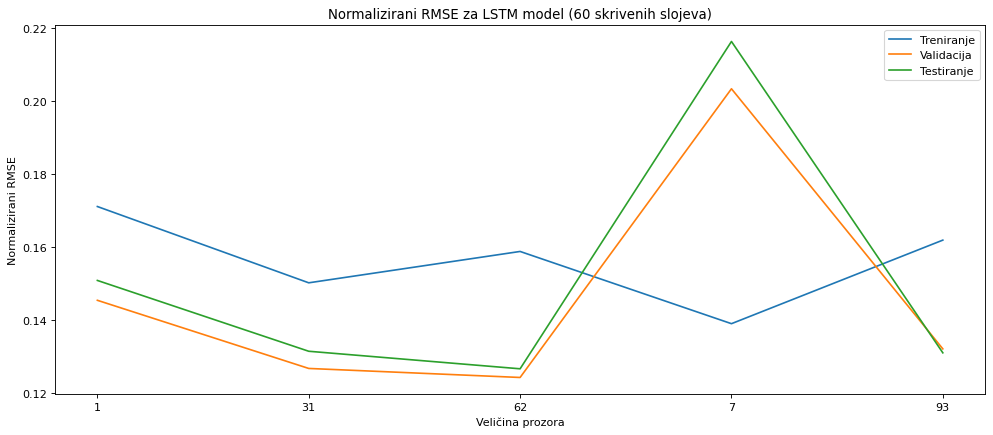 Normalizirani RMSE za LSTM model (60 skrivenih slojeva)
Treniranje
Validacija
Testiranje
Normalizirani RMSE
0.22
0.20
0.18
0.16
0.14
0.12
1 31 62 7 93
Veličina prozora